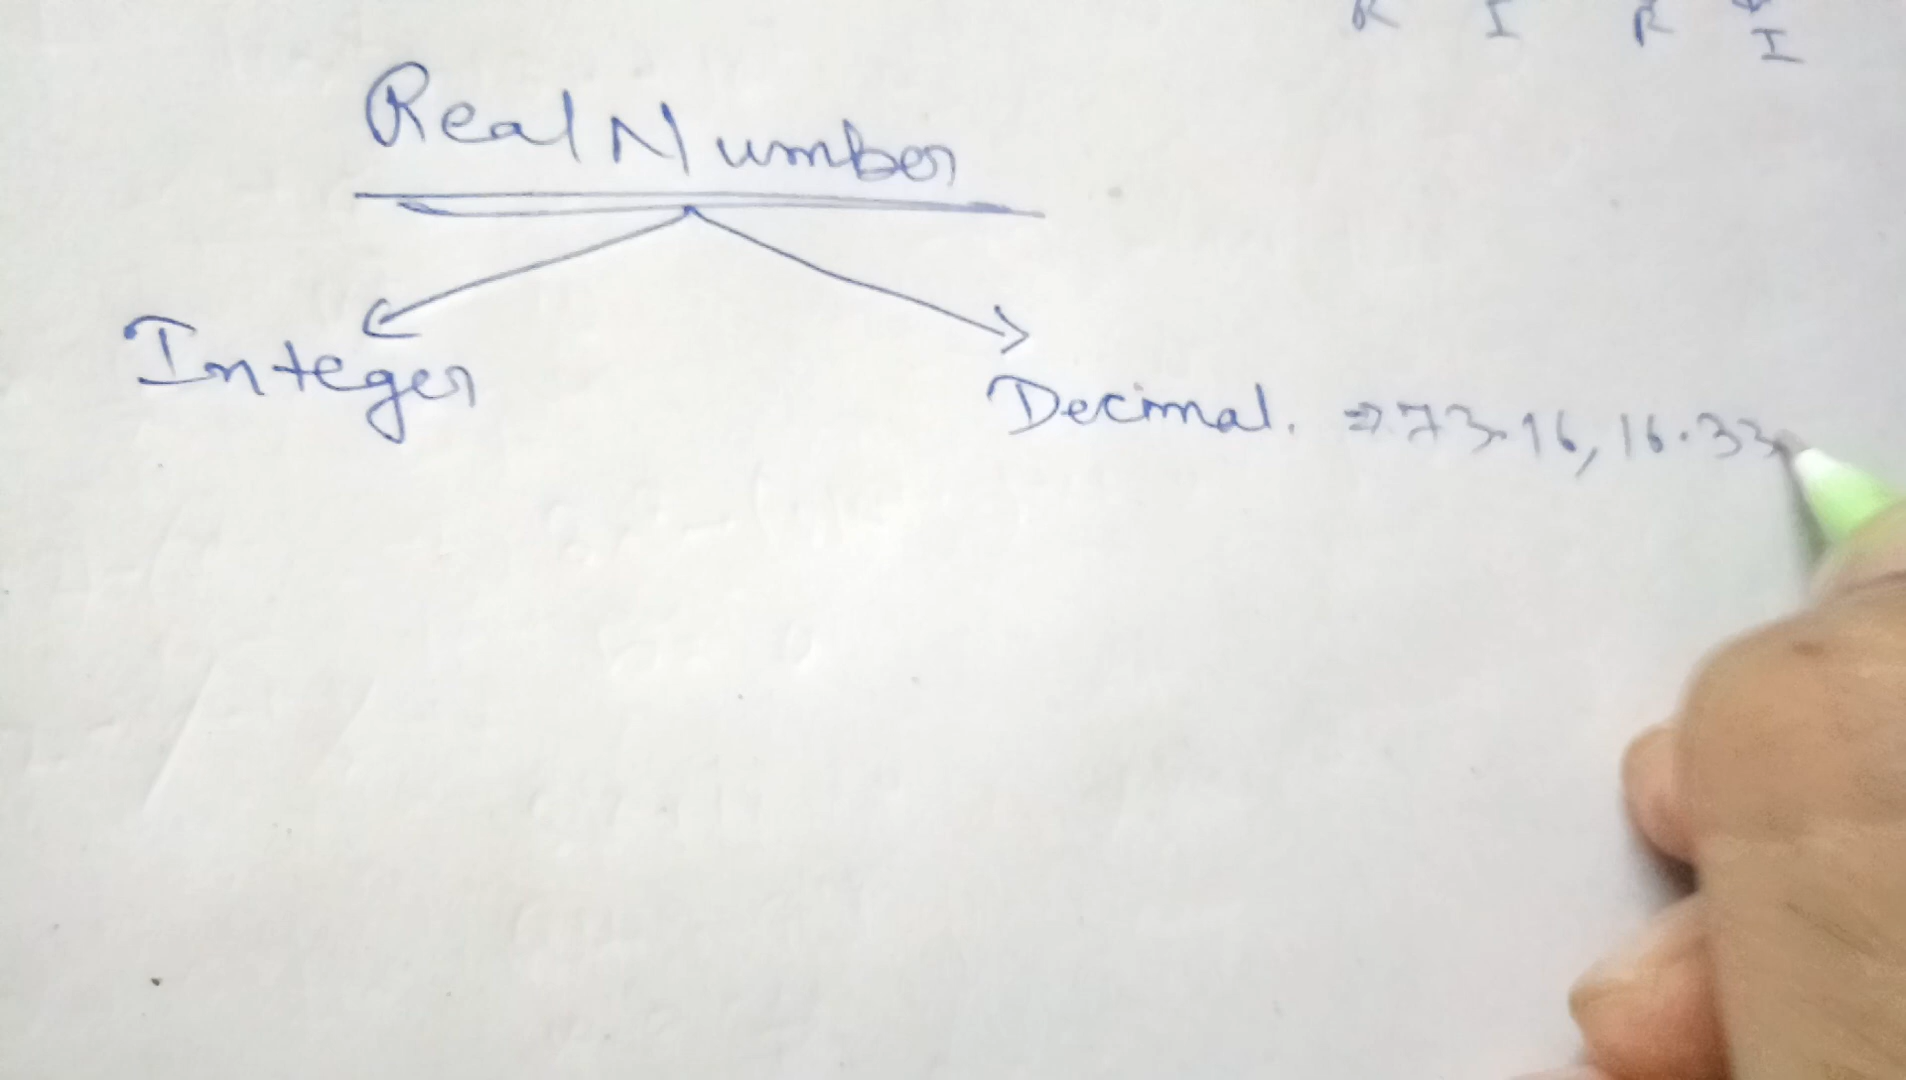 R I R I
Real Number
Integer
Decimal. ⇒ 73.16, 16.33